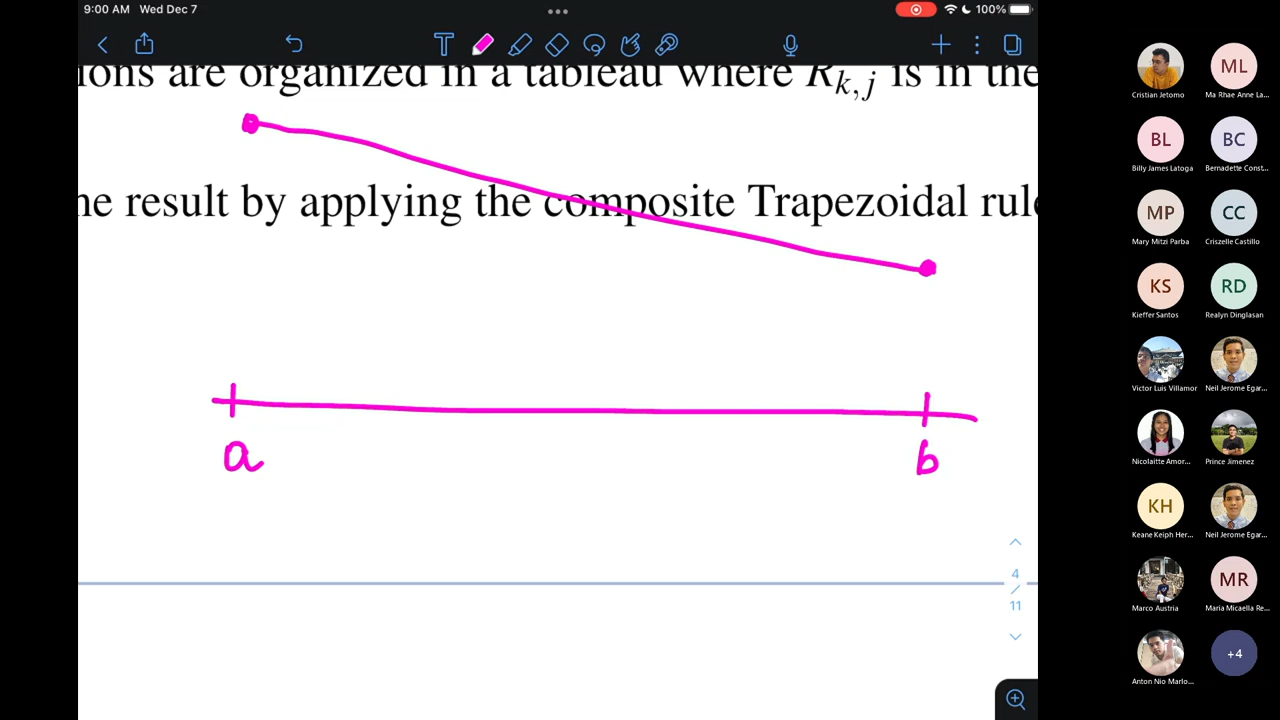 9:00 AM Wed Dec 7
100%
ions are organized in a tableau where R_{k,j} is in the
he result by applying the composite Trapezoidal rule
a
b
4
/
11
Cristian Jetomo
ML
Ma Rhae Anne La...
BL
Billy James Latoga
BC
Bernadette Const...
MP
Mary Mitzi Parba
CC
Criszelle Castillo
KS
Kieffer Santos
RD
Realyn Dinglasan
Victor Luis Villamor
Neil Jerome Egar...
Nicolaitte Amor...
Prince Jimenez
KH
Keane Keiph Her...
Neil Jerome Egar...
Marco Austria
MR
Maria Micaella Re...
Anton Nio Marlo...
+4